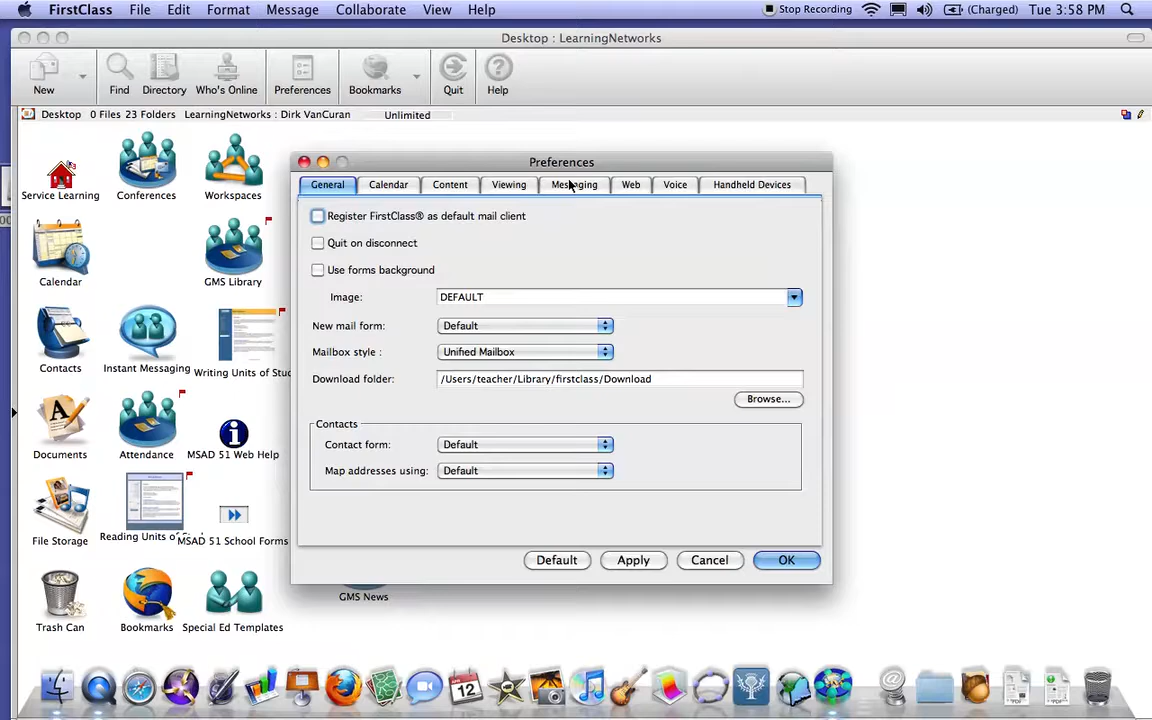 FirstClass File Edit Format Message Collaborate View Help Stop Recording (Charged) Tue 3:58 PM
Desktop : LearningNetworks
New Find Directory Who's Online Preferences Bookmarks Quit Help
Desktop 0 Files 23 Folders LearningNetworks : Dirk VanCuran Unlimited
Service Learning Conferences Workspaces
Calendar GMS Library
Contacts Instant Messaging Writing Units of Stuc
Documents Attendance MSAD 51 Web Help
File Storage Reading Units of MSAD 51 School Forms
Trash Can Bookmarks Special Ed Templates GMS News
Preferences
General Calendar Content Viewing Messaging Web Voice Handheld Devices
Register FirstClass® as default mail client
Quit on disconnect
Use forms background
Image: DEFAULT
New mail form: Default
Mailbox style : Unified Mailbox
Download folder: /Users/teacher/Library/firstclass/Download
Browse...
Contacts
Contact form: Default
Map addresses using: Default
Default Apply Cancel OK
12